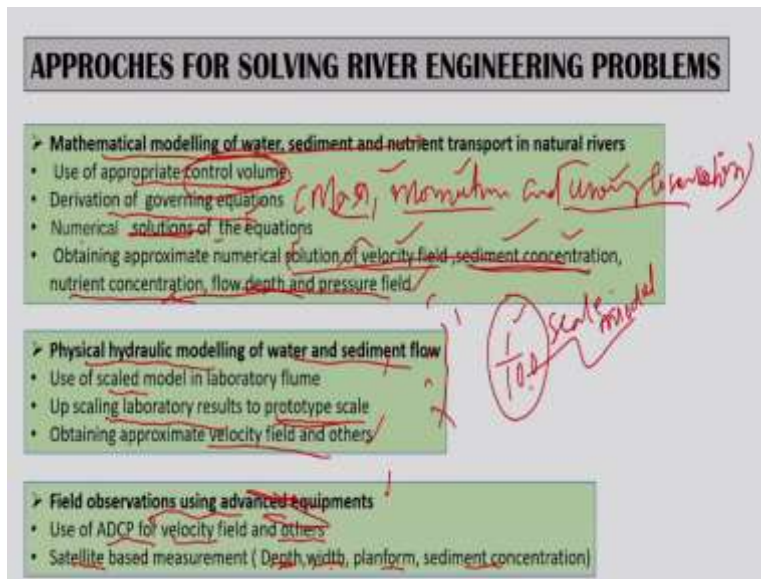 APPROCHES FOR SOLVING RIVER ENGINEERING PROBLEMS
➢ Mathematical modelling of water, sediment and nutrient transport in natural rivers
• Use of appropriate control volume
• Derivation of governing equations (Mass, Momentum and
• Numerical solutions of the equations
• Obtaining approximate numerical solution of velocity field ,sediment concentration,
nutrient concentration, flow depth and pressure field
1/100 scale model
➢ Physical hydraulic modelling of water and sediment flow
• Use of scaled model in laboratory flume
• Up scaling laboratory results to prototype scale
• Obtaining approximate velocity field and others
➢ Field observations using advanced equipments
• Use of ADCP for velocity field and others
• Satellite based measurement ( Depth,width, planform, sediment concentration)